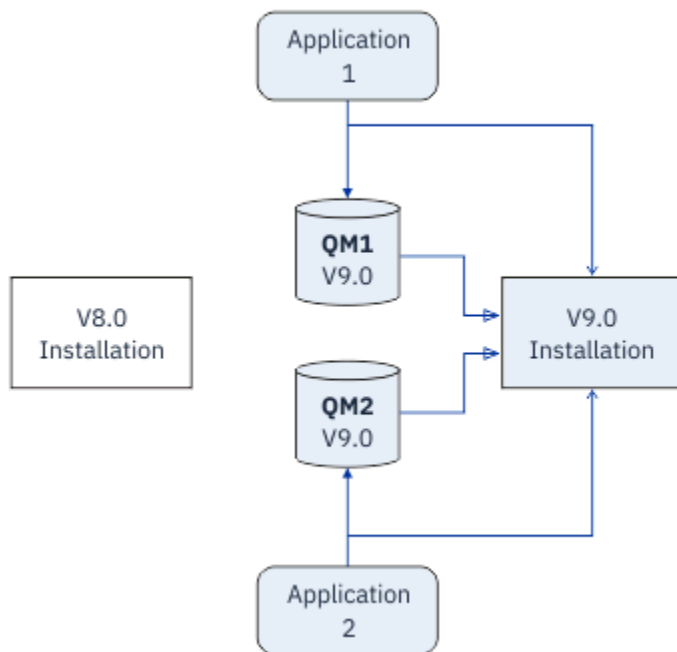 Application
1
QM1
V9.0
V8.0
Installation
V9.0
Installation
QM2
V9.0
Application
2